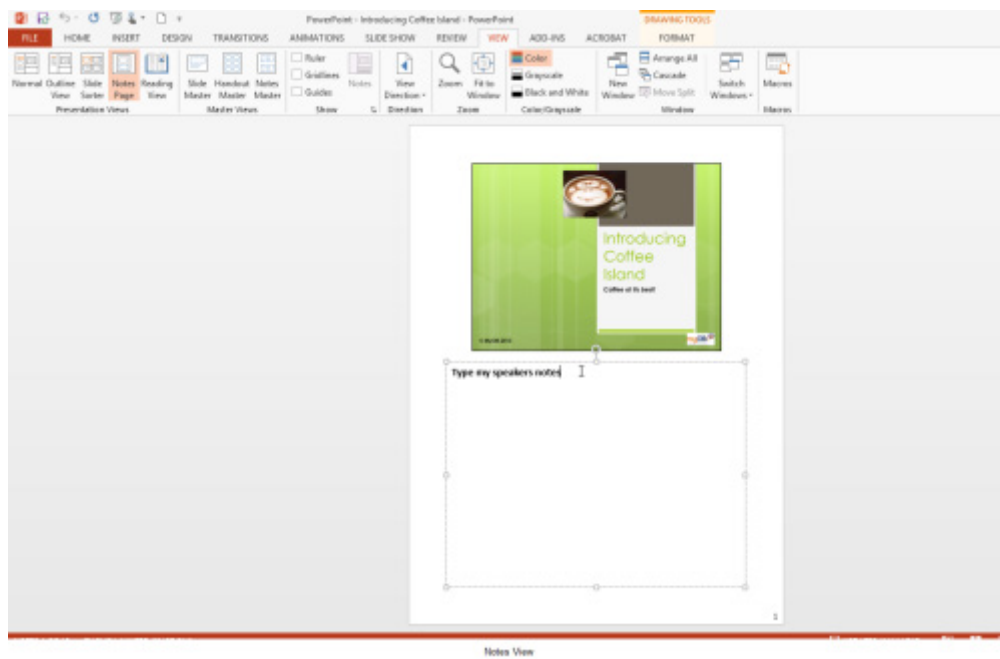 PowerPoint - Introducing Coffee Island - PowerPoint
DRAWING TOOLS
FILE HOME INSERT DESIGN TRANSITIONS ANIMATIONS SLIDE SHOW REVIEW VIEW ADD-INS ACROBAT FORMAT
Normal Outline View Slide Sorter Notes Page Reading View
Slide Master Handout Master Notes Master
Ruler
Gridlines
Guides
Notes
View Direction
Zoom Fit to Window
Color
Grayscale
Black and White
New Window
Arrange All
Cascade
Move Split
Switch Windows
Macros
Presentation Views Master Views Show Direction Zoom Color/Grayscale Window Macros
Introducing
Coffee
Island
Coffee at its best!
Type my speakers notes
1
Notes View